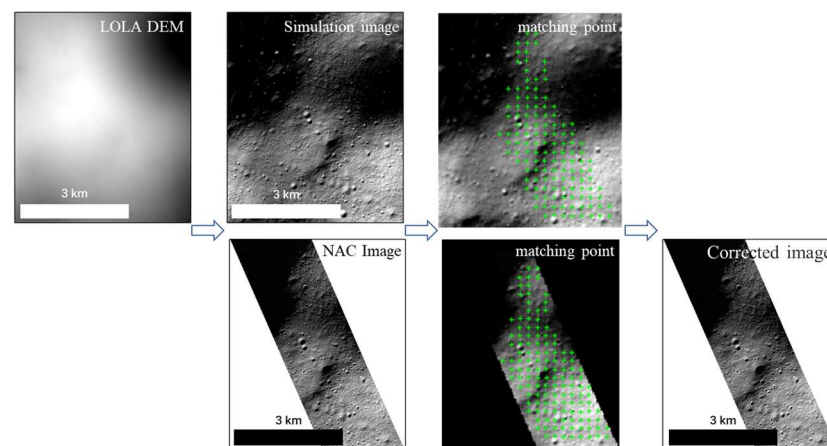 LOLA DEM
3 km
Simulation image
3 km
matching point
NAC Image
3 km
matching point
Corrected image
3 km